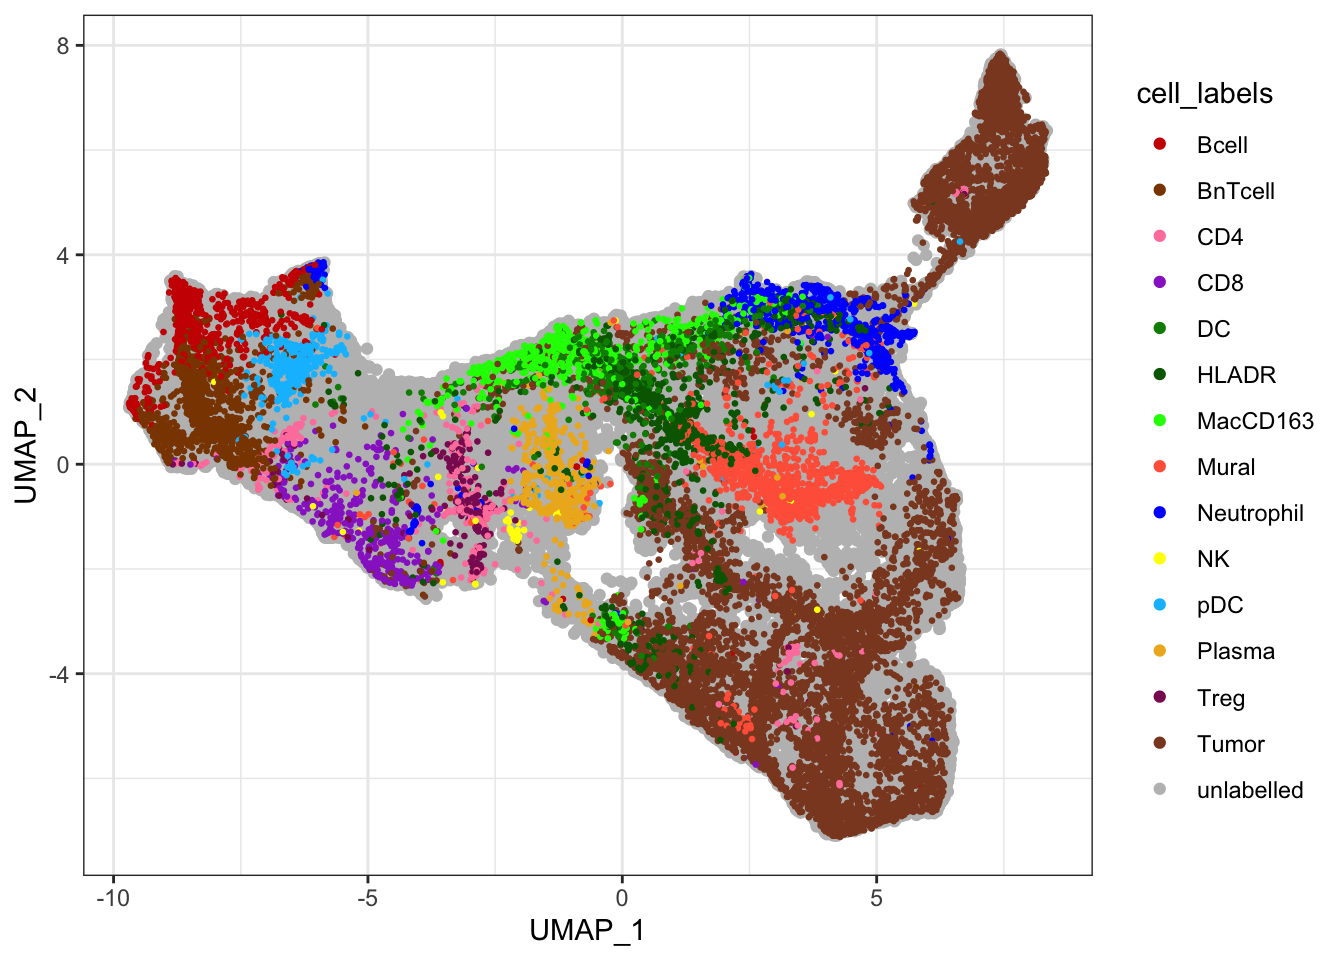 8
4
0
-4
UMAP_2
-10
-5
0
5
UMAP_1
cell_labels
Bcell
BnTcell
CD4
CD8
DC
HLADR
MacCD163
Mural
Neutrophil
NK
pDC
Plasma
Treg
Tumor
unlabelled